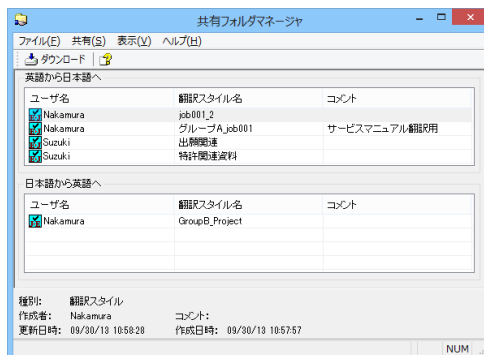 共有フォルダマネージャ
ファイル(F) 共有(S) 表示(V) ヘルプ(H)
ダウンロード
英語から日本語へ
ユーザ名 翻訳スタイル名 コメント
Nakamura job001_2
Nakamura グループA_job001 サービスマニュアル翻訳用
Suzuki 出願関連
Suzuki 特許関連資料
日本語から英語へ
ユーザ名 翻訳スタイル名 コメント
Nakamura GroupB_Project
種別: 翻訳スタイル
作成者: Nakamura コメント:
更新日時: 09/30/13 10:58:28 作成日時: 09/30/13 10:57:57
NUM